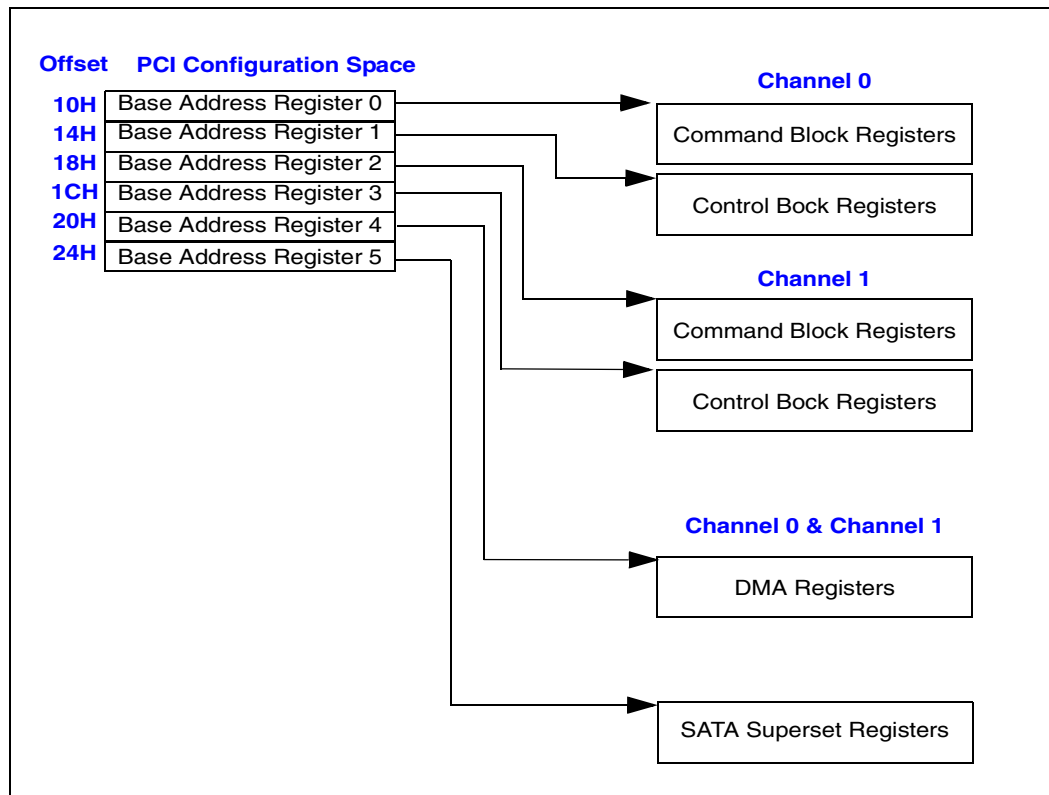 Offset PCI Configuration Space
10H Base Address Register 0
14H Base Address Register 1
18H Base Address Register 2
1CH Base Address Register 3
20H Base Address Register 4
24H Base Address Register 5
Channel 0
Command Block Registers
Control Bock Registers
Channel 1
Command Block Registers
Control Bock Registers
Channel 0 & Channel 1
DMA Registers
SATA Superset Registers